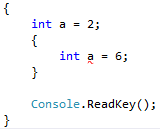 {
    int a = 2;
    {
        int a = 6;
    }

    Console.ReadKey();
}